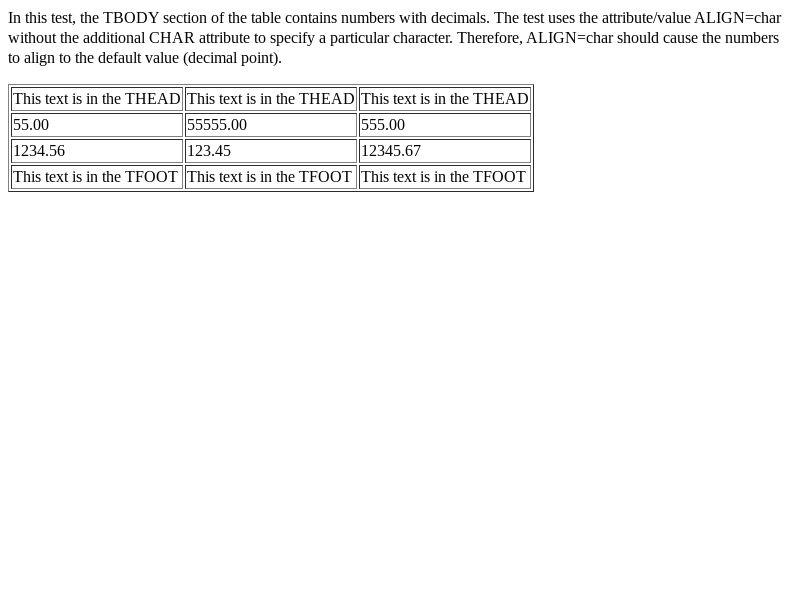 In this test, the TBODY section of the table contains numbers with decimals. The test uses the attribute/value ALIGN=char
without the additional CHAR attribute to specify a particular character. Therefore, ALIGN=char should cause the numbers
to align to the default value (decimal point).
This text is in the THEAD This text is in the THEAD This text is in the THEAD
55.00 55555.00 555.00
1234.56 123.45 12345.67
This text is in the TFOOT This text is in the TFOOT This text is in the TFOOT